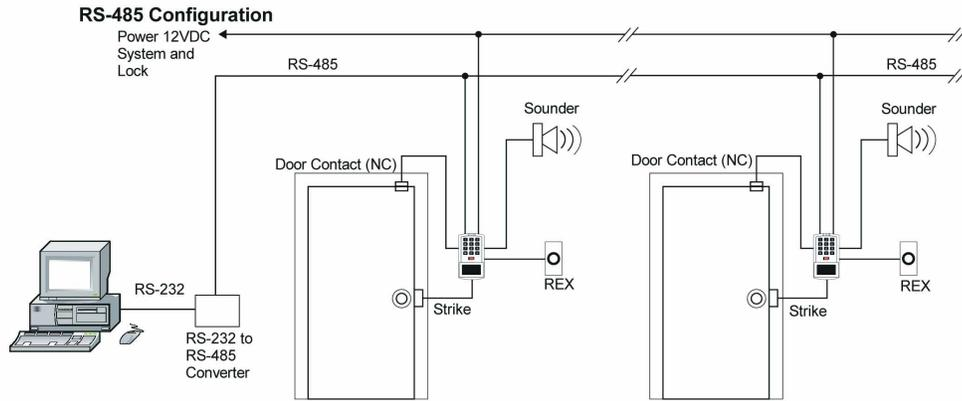 RS-485 Configuration
Power 12VDC
System and
Lock
RS-485
RS-485
Sounder
Sounder
Door Contact (NC)
Door Contact (NC)
RS-232
REX
REX
Strike
Strike
RS-232 to
RS-485
Converter